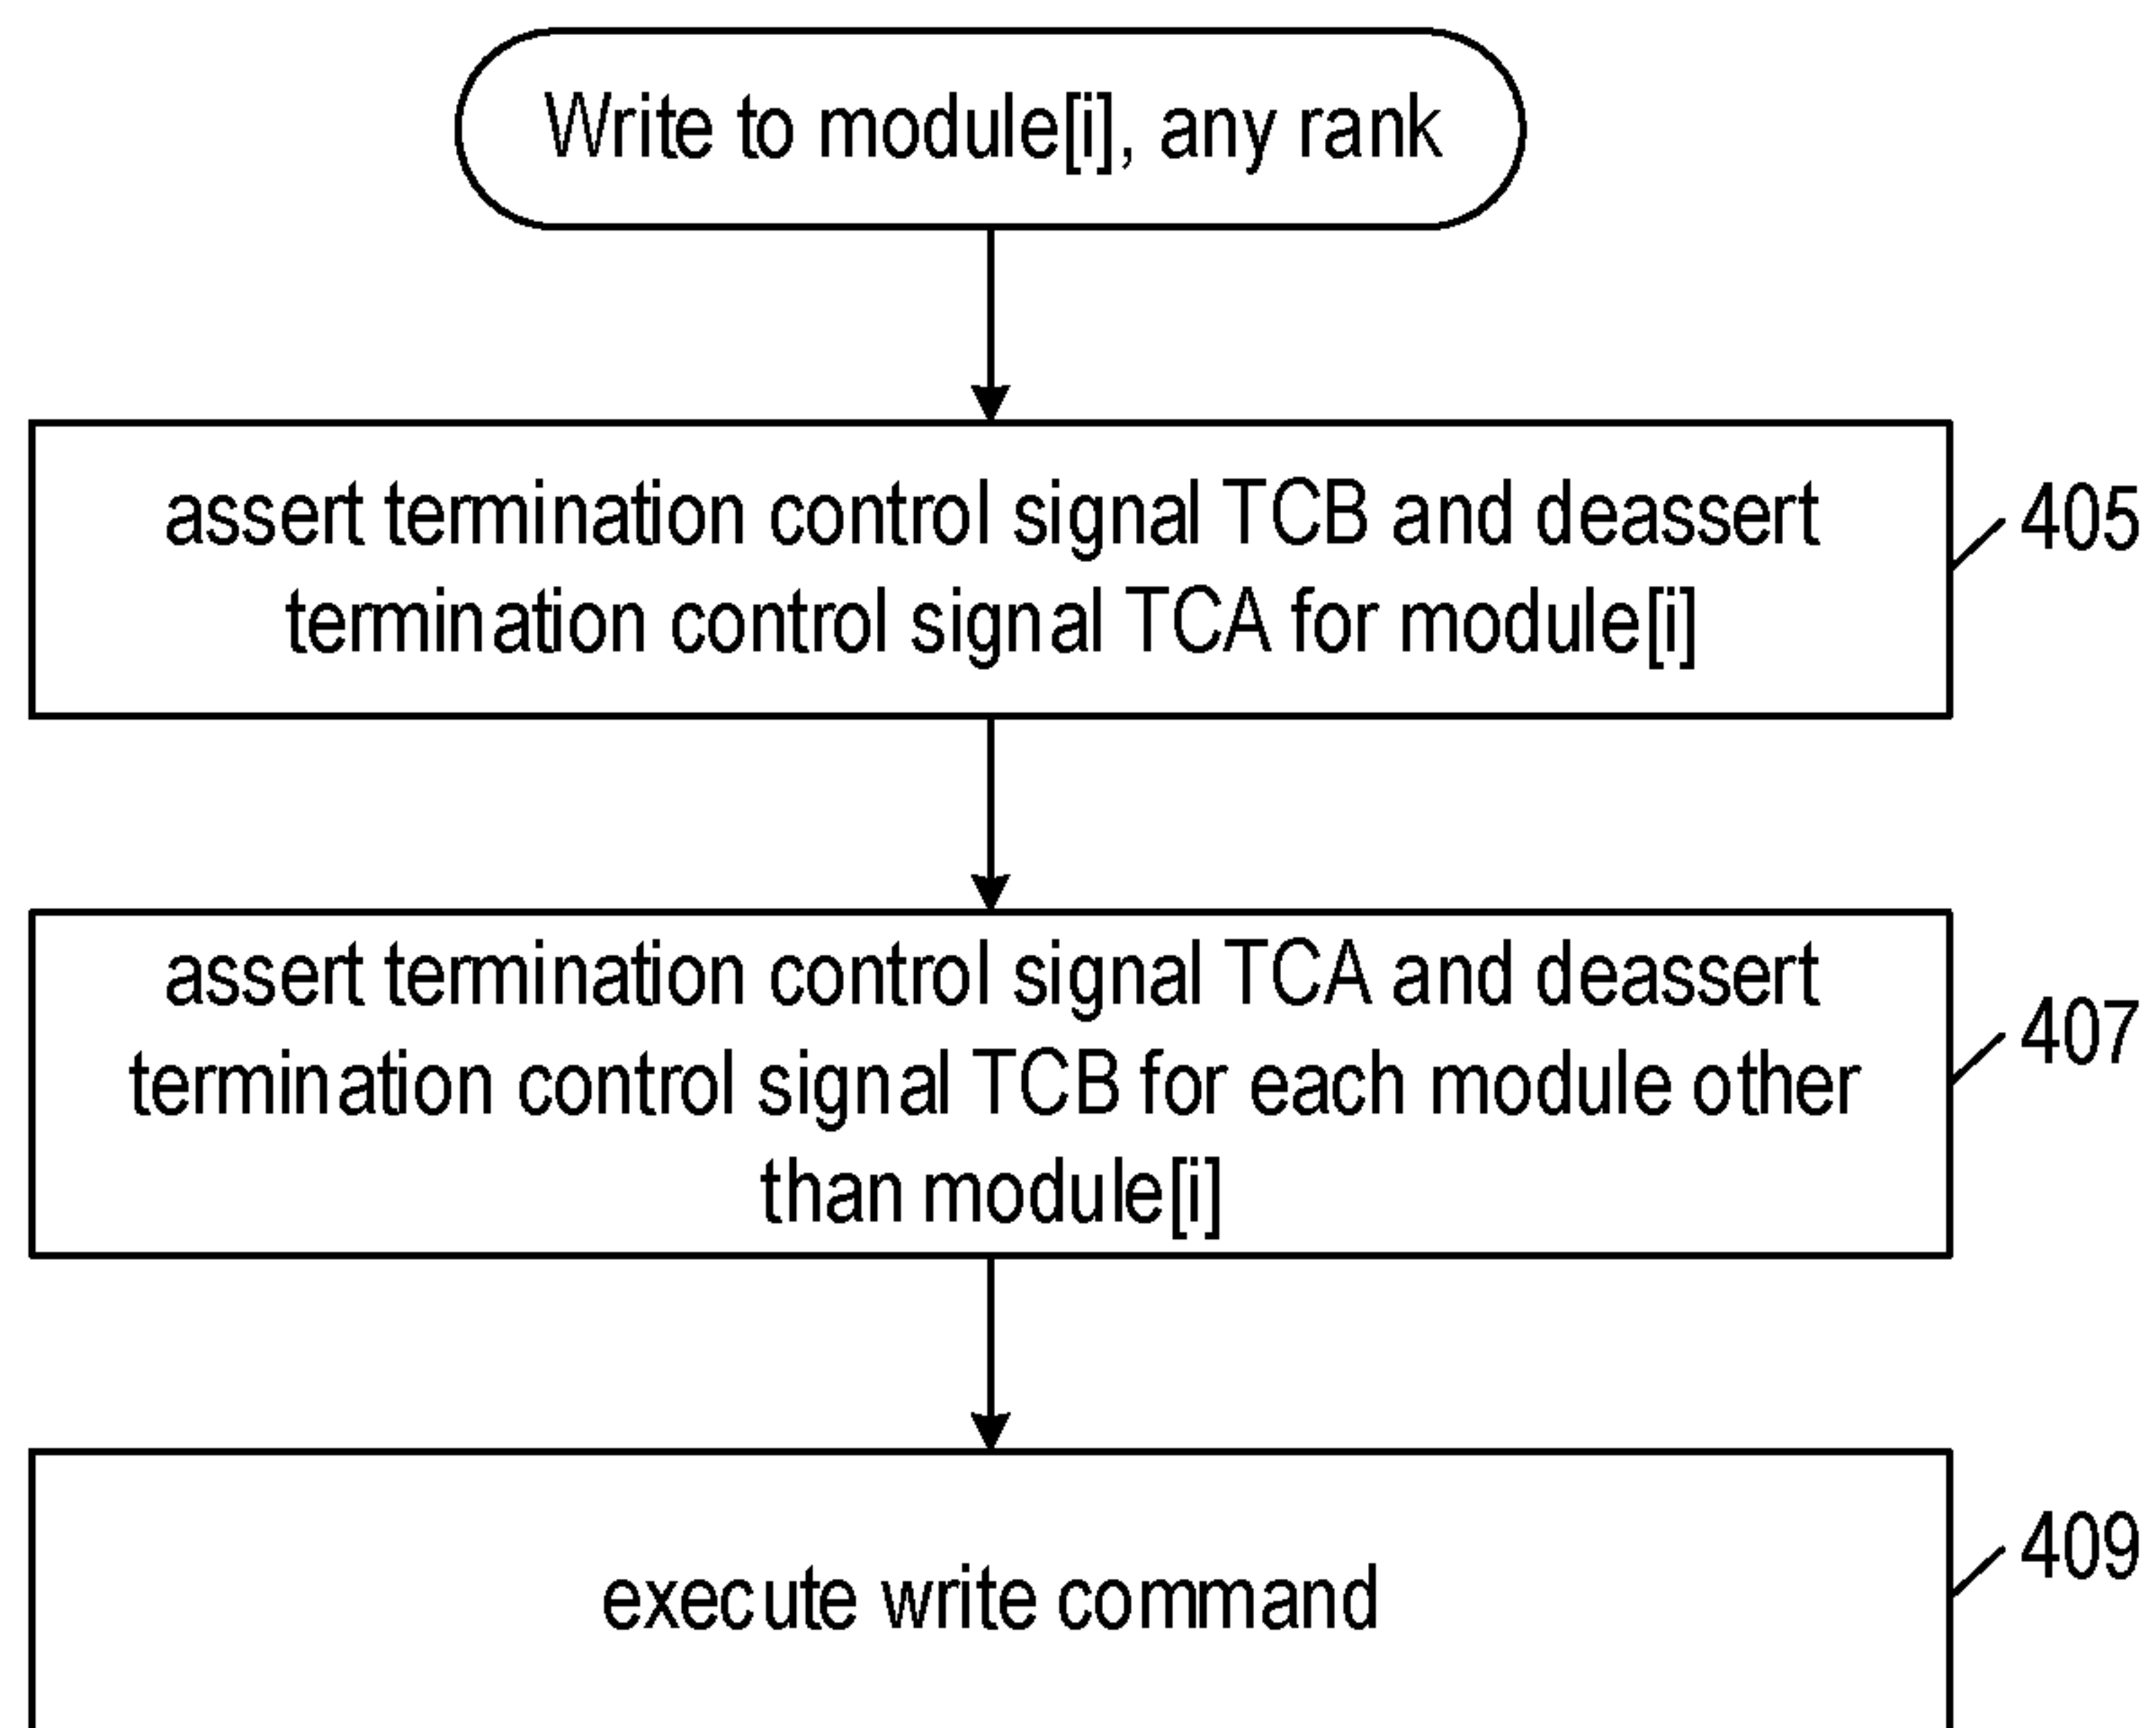 Write to module[i], any rank
assert termination control signal TCB and deassert
termination control signal TCA for module[i]
405
assert termination control signal TCA and deassert
termination control signal TCB for each module other
than module[i]
407
execute write command
409